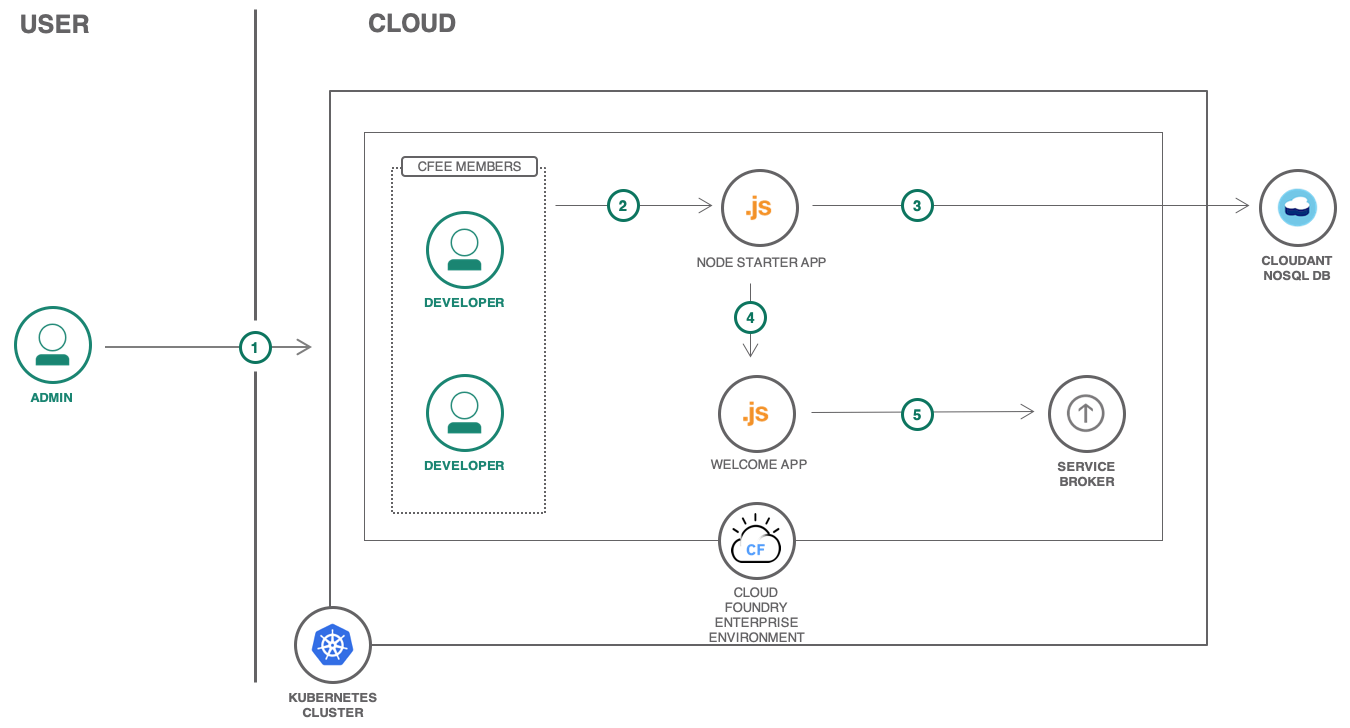 USER
CLOUD
CFEE MEMBERS
2
.js
3
NODE STARTER APP
CLOUDANT
NOSQL DB
DEVELOPER
4
1
ADMIN
.js
5
DEVELOPER
WELCOME APP
SERVICE
BROKER
CF
CLOUD
FOUNDRY
ENTERPRISE
ENVIRONMENT
KUBERNETES
CLUSTER